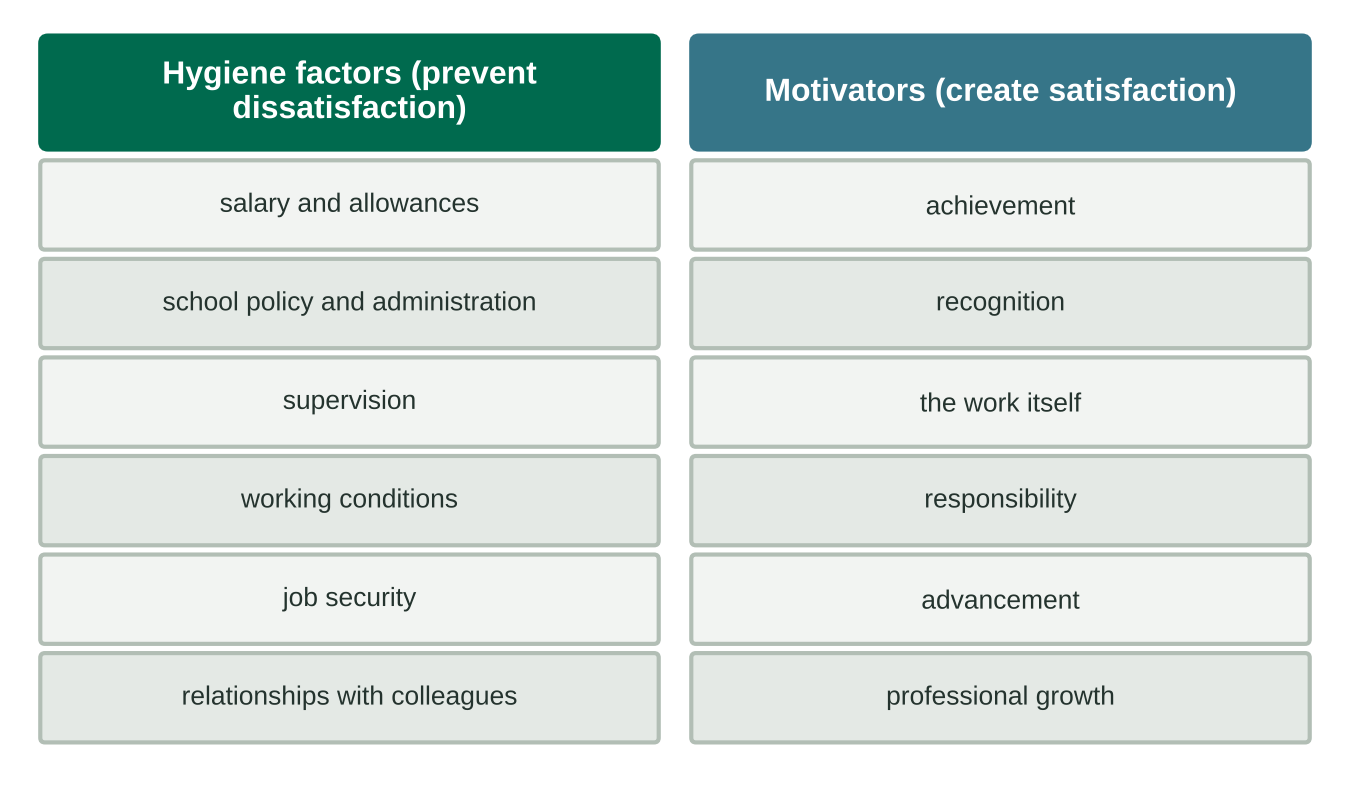 Hygiene factors (prevent
dissatisfaction)
Motivators (create satisfaction)
salary and allowances
achievement
school policy and administration
recognition
supervision
the work itself
working conditions
responsibility
job security
advancement
relationships with colleagues
professional growth